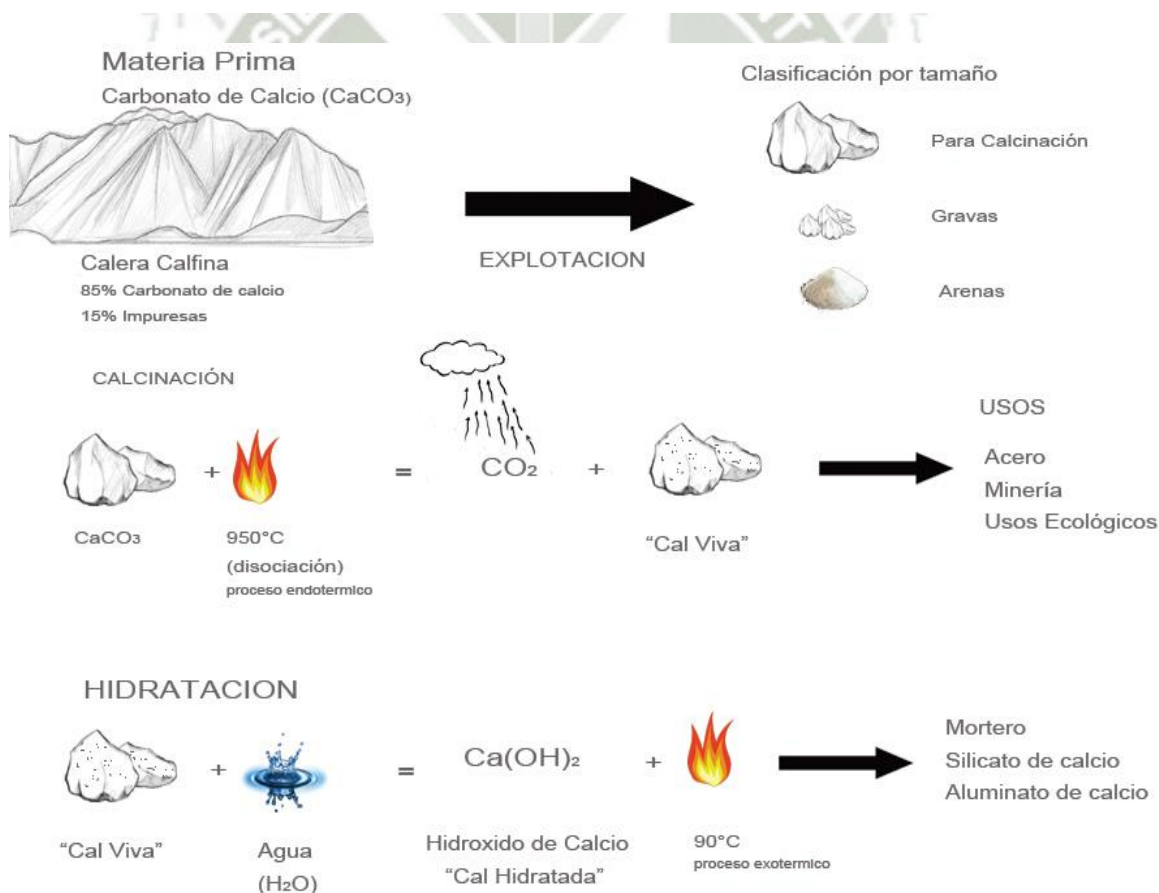 Materia Prima
Carbonato de Calcio (CaCO₃)
Calera Calfina
85% Carbonato de calcio
15% Impuresas
EXPLOTACION
Clasificación por tamaño
Para Calcinación
Gravas
Arenas
CALCINACIÓN
+
=
CO₂
+
CaCO₃
950°C
(disociación)
proceso endotermico
“Cal Viva”
USOS
Acero
Minería
Usos Ecológicos
HIDRATACION
+
=
Ca(OH)₂
+
“Cal Viva”
Agua
(H₂O)
Hidroxido de Calcio
“Cal Hidratada”
90°C
proceso exotermico
Mortero
Silicato de calcio
Aluminato de calcio